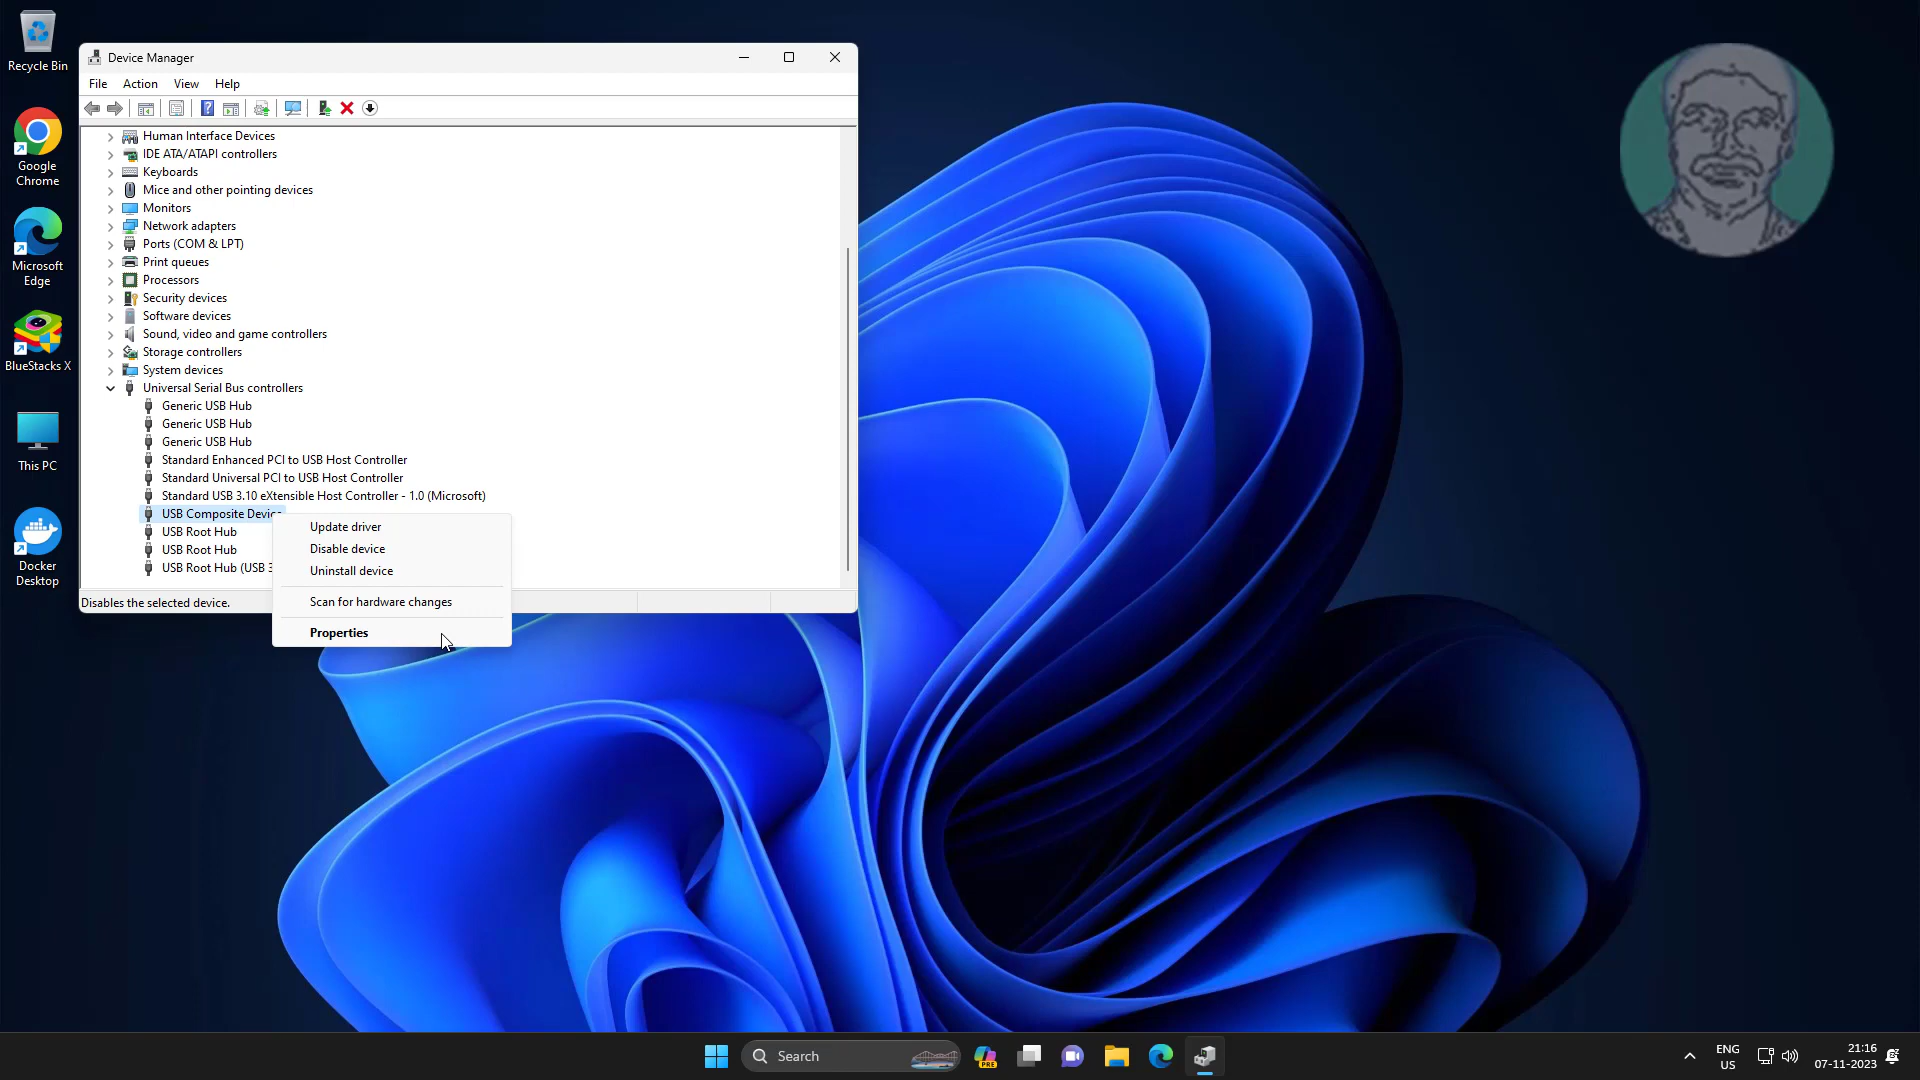 Recycle Bin
Google
Chrome
Microsoft
Edge
BlueStacks X
This PC
Docker
Desktop
Device Manager
File Action View Help
Human Interface Devices
IDE ATA/ATAPI controllers
Keyboards
Mice and other pointing devices
Monitors
Network adapters
Ports (COM & LPT)
Print queues
Processors
Security devices
Software devices
Sound, video and game controllers
Storage controllers
System devices
Universal Serial Bus controllers
Generic USB Hub
Generic USB Hub
Generic USB Hub
Standard Enhanced PCI to USB Host Controller
Standard Universal PCI to USB Host Controller
Standard USB 3.10 eXtensible Host Controller - 1.0 (Microsoft)
USB Composite Device
USB Root Hub
USB Root Hub
USB Root Hub (USB 3
Update driver
Disable device
Uninstall device
Scan for hardware changes
Properties
Disables the selected device.
Search
PRE
ENG
US
21:16
07-11-2023